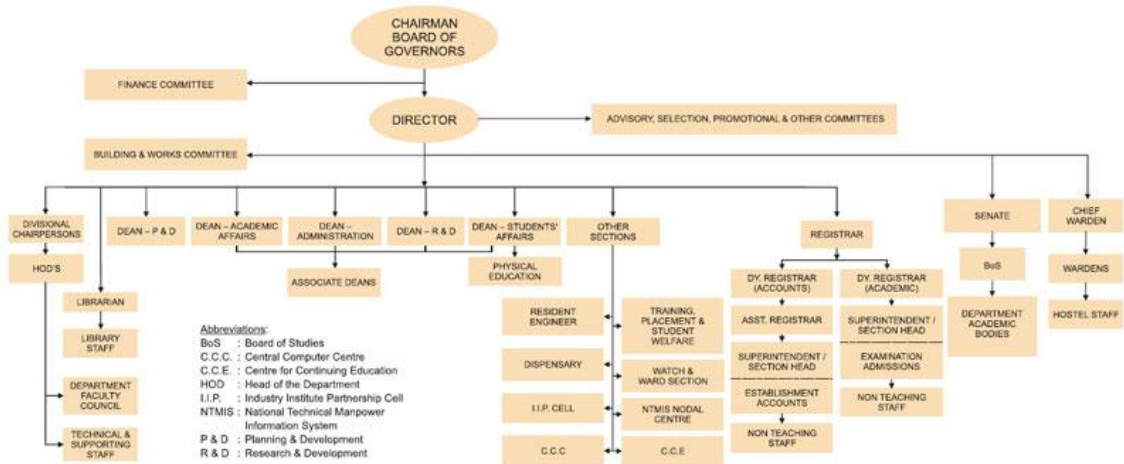 CHAIRMAN
BOARD OF
GOVERNORS
FINANCE COMMITTEE
DIRECTOR
ADVISORY, SELECTION, PROMOTIONAL & OTHER COMMITTEES
BUILDING & WORKS COMMITTEE
DIVISIONAL
CHAIRPERSONS
DEAN – P & D
DEAN – ACADEMIC
AFFAIRS
DEAN –
ADMINISTRATION
DEAN – R & D
DEAN – STUDENTS'
AFFAIRS
OTHER
SECTIONS
REGISTRAR
SENATE
CHIEF
WARDEN
HOD'S
ASSOCIATE DEANS
PHYSICAL
EDUCATION
DY. REGISTRAR
(ACCOUNTS)
DY. REGISTRAR
(ACADEMIC)
BoS
WARDENS
LIBRARIAN
LIBRARY
STAFF
DEPARTMENT
FACULTY
COUNCIL
TECHNICAL &
SUPPORTING
STAFF
Abbreviations:
BoS : Board of Studies
C.C.C. : Central Computer Centre
C.C.E. : Centre for Continuing Education
HOD : Head of the Department
I.I.P. : Industry Institute Partnership Cell
NTMIS : National Technical Manpower
Information System
P & D : Planning & Development
R & D : Research & Development
RESIDENT
ENGINEER
TRAINING,
PLACEMENT &
STUDENT
WELFARE
DISPENSARY
WATCH &
WARD SECTION
I.I.P. CELL
NTMIS NODAL
CENTRE
C.C.C
C.C.E
ASST. REGISTRAR
SUPERINTENDENT /
SECTION HEAD
ESTABLISHMENT
ACCOUNTS
NON TEACHING
STAFF
SUPERINTENDENT /
SECTION HEAD
EXAMINATION
ADMISSIONS
NON TEACHING
STAFF
DEPARTMENT
ACADEMIC
BODIES
HOSTEL STAFF